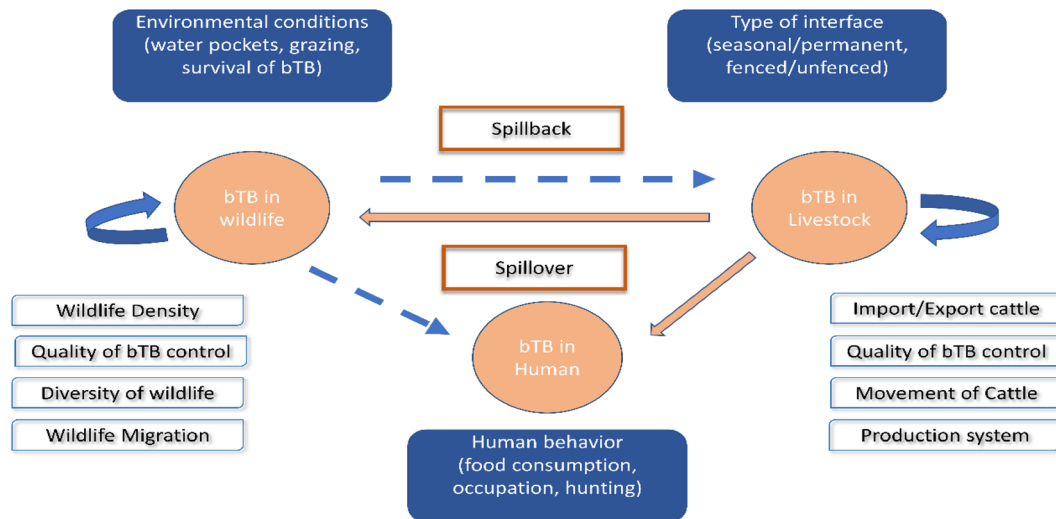 Environmental conditions
(water pockets, grazing,
survival of bTB)
Type of interface
(seasonal/permanent,
fenced/unfenced)
Spillback
bTB in
wildlife
bTB in
Livestock
Spillover
Wildlife Density
Quality of bTB control
Diversity of wildlife
Wildlife Migration
bTB in
Human
Import/Export cattle
Quality of bTB control
Movement of Cattle
Production system
Human behavior
(food consumption,
occupation, hunting)